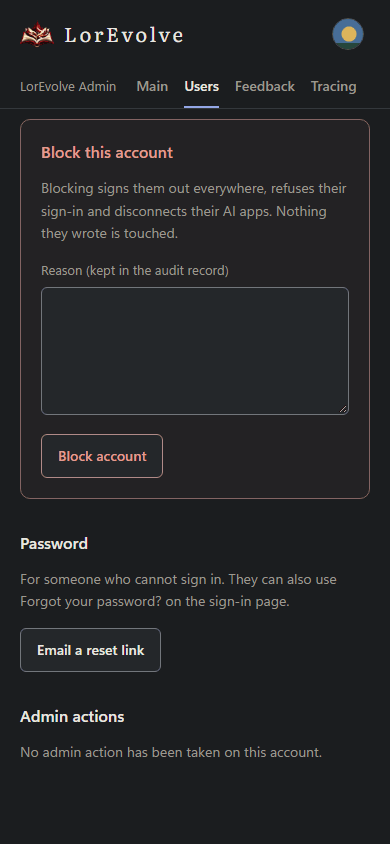 LorEvolve
LorEvolve Admin Main Users Feedback Tracing
Block this account
Blocking signs them out everywhere, refuses their
sign-in and disconnects their AI apps. Nothing
they wrote is touched.
Reason (kept in the audit record)
Block account
Password
For someone who cannot sign in. They can also use
Forgot your password? on the sign-in page.
Email a reset link
Admin actions
No admin action has been taken on this account.